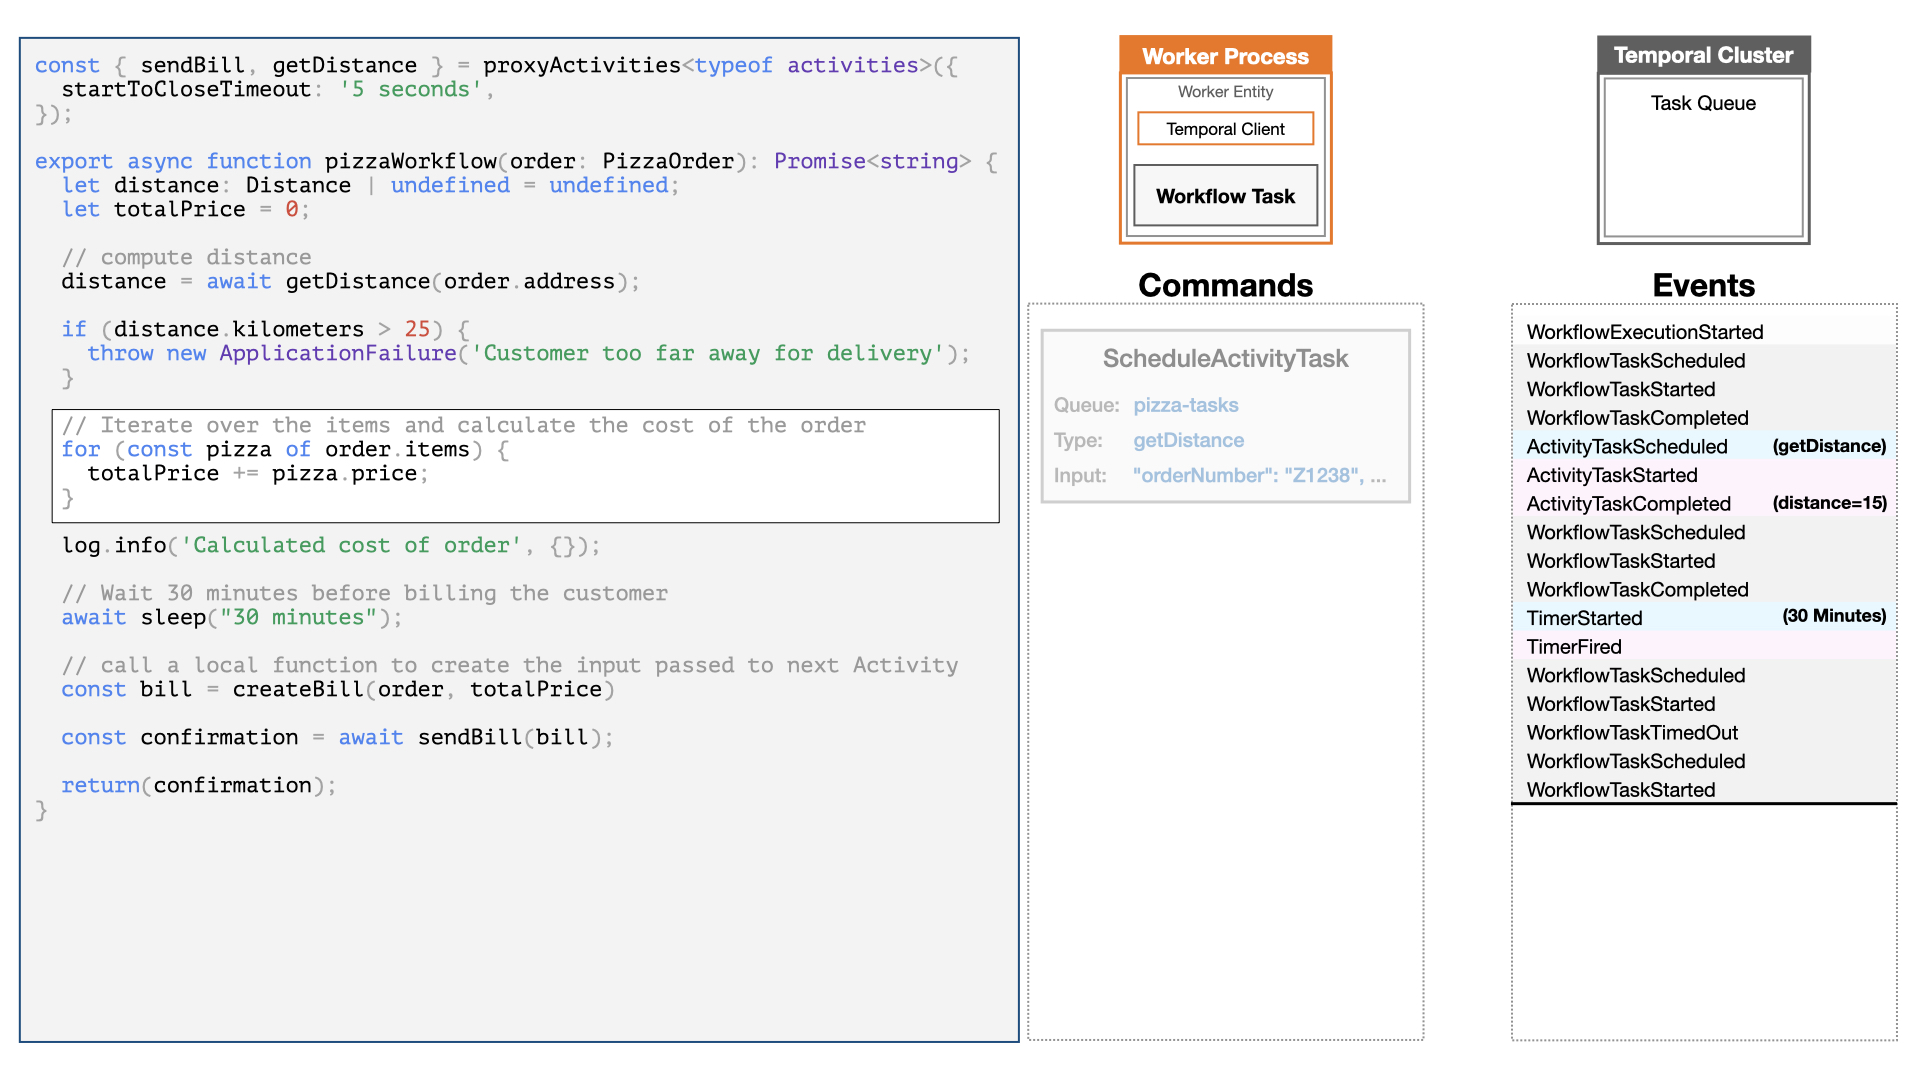 const { sendBill, getDistance } = proxyActivities<typeof activities>({
  startToCloseTimeout: '5 seconds',
});
export async function pizzaWorkflow(order: PizzaOrder): Promise<string> {
  let distance: Distance | undefined = undefined;
  let totalPrice = 0;
  // compute distance
  distance = await getDistance(order.address);
  if (distance.kilometers > 25) {
    throw new ApplicationFailure('Customer too far away for delivery');
  }
  // Iterate over the items and calculate the cost of the order
  for (const pizza of order.items) {
    totalPrice += pizza.price;
  }
  log.info('Calculated cost of order', {});
  // Wait 30 minutes before billing the customer
  await sleep("30 minutes");
  // call a local function to create the input passed to next Activity
  const bill = createBill(order, totalPrice)
  const confirmation = await sendBill(bill);
  return(confirmation);
}
Worker Process
Worker Entity
Temporal Client
Workflow Task
Commands
ScheduleActivityTask
Queue: pizza-tasks
Type: getDistance
Input: "orderNumber": "Z1238", ...
Temporal Cluster
Task Queue
Events
WorkflowExecutionStarted
WorkflowTaskScheduled
WorkflowTaskStarted
WorkflowTaskCompleted
ActivityTaskScheduled (getDistance)
ActivityTaskStarted
ActivityTaskCompleted (distance=15)
WorkflowTaskScheduled
WorkflowTaskStarted
WorkflowTaskCompleted
TimerStarted (30 Minutes)
TimerFired
WorkflowTaskScheduled
WorkflowTaskStarted
WorkflowTaskTimedOut
WorkflowTaskScheduled
WorkflowTaskStarted